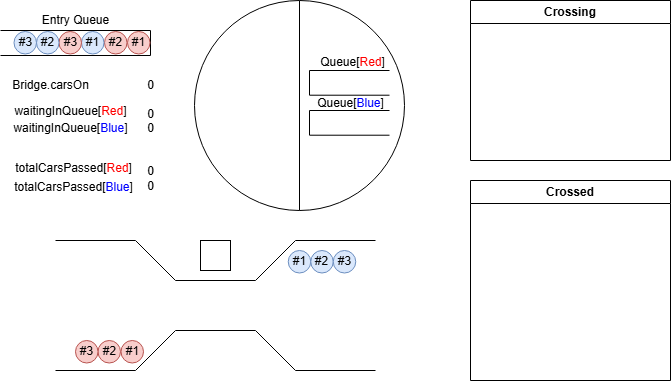 Entry Queue
#3 #2 #3 #1 #2 #1
Bridge.carsOn 0
waitingInQueue[Red] 0
waitingInQueue[Blue] 0
totalCarsPassed[Red] 0
totalCarsPassed[Blue] 0
Queue[Red]
Queue[Blue]
Crossing
Crossed
#1 #2 #3
#3 #2 #1